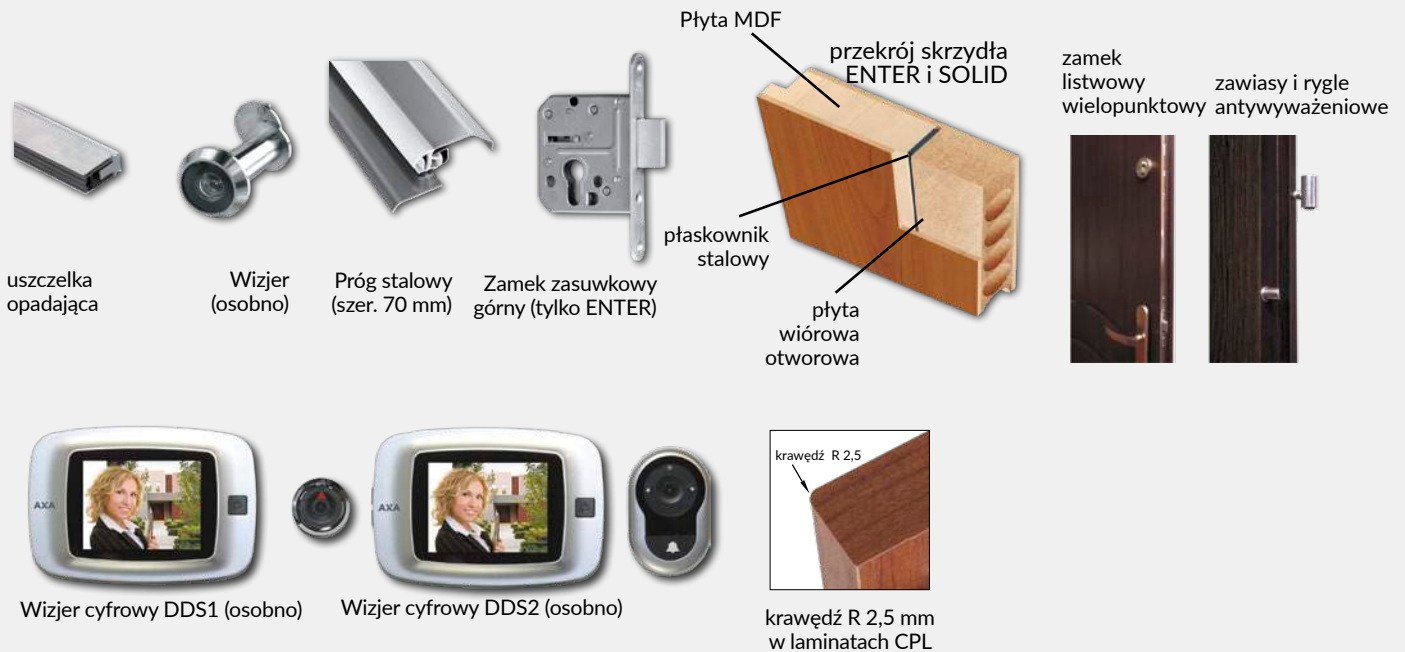 uszczelka
opadająca
Wizjer
(osobno)
Próg stalowy
(szer. 70 mm)
Zamek zasuwkowy
górny (tylko ENTER)
Płyta MDF
przekrój skrzydła
ENTER i SOLID
płaskownik
stalowy
płyta
wiórowa
otworowa
zamek
listwowy
wielopunktowy
zawiasy i rygle
antywyważeniowe
AXA
Wizjer cyfrowy DDS1 (osobno)
AXA
Wizjer cyfrowy DDS2 (osobno)
krawędź R 2,5
krawędź R 2,5 mm
w laminatach CPL